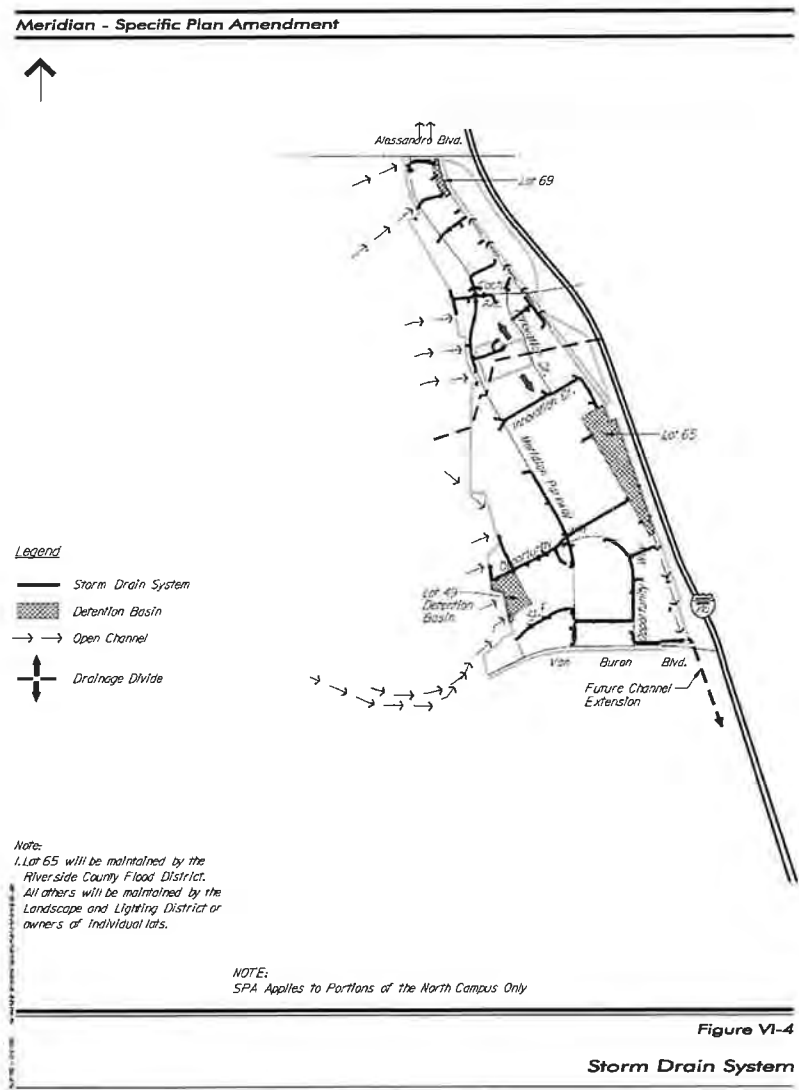 Meridian - Specific Plan Amendment
Alessandro Blvd.
Lot 69
Innovation Dr.
Innovation Dr.
Lot 65
Meridian Parkway
Opportunity
Lot 49
Detention
Basin
Opportunity
Van Buren Blvd.
Future Channel
Extension
Legend
Storm Drain System
Detention Basin
Open Channel
Drainage Divide
Note:
1. Lot 65 will be maintained by the
Riverside County Flood District.
All others will be maintained by the
Landscape and Lighting District or
owners of individual lots.
NOTE:
SPA Applies to Portions of the North Campus Only
Figure VI-4
Storm Drain System